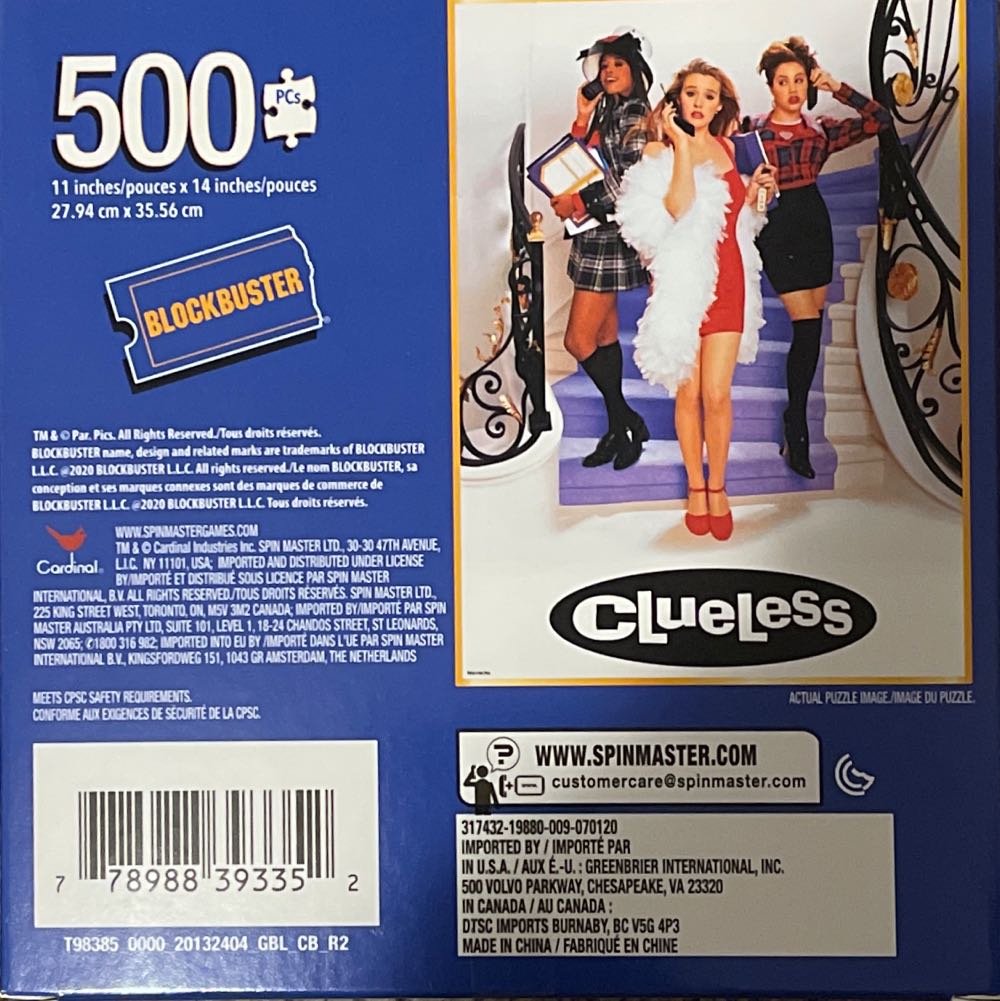 500 PCs
11 inches/pouces x 14 inches/pouces
27.94 cm x 35.56 cm
BLOCKBUSTER
TM & © Par. Pics. All Rights Reserved./Tous droits réservés.
BLOCKBUSTER name, design and related marks are trademarks of BLOCKBUSTER
L.L.C. @2020 BLOCKBUSTER L.L.C. All rights reserved./Le nom BLOCKBUSTER, sa
conception et ses marques connexes sont des marques de commerce de
BLOCKBUSTER L.L.C. @2020 BLOCKBUSTER L.L.C. Tous droits réservés.
Cardinal®
WWW.SPINMASTERGAMES.COM
TM & © Cardinal Industries Inc. SPIN MASTER LTD., 30-30 47TH AVENUE,
L.I.C. NY 11101, USA; IMPORTED AND DISTRIBUTED UNDER LICENSE
BY/IMPORTÉ ET DISTRIBUÉ SOUS LICENCE PAR SPIN MASTER
INTERNATIONAL, B.V. ALL RIGHTS RESERVED./TOUS DROITS RÉSERVÉS. SPIN MASTER LTD.,
225 KING STREET WEST, TORONTO, ON, M5V 3M2 CANADA; IMPORTED BY/IMPORTÉ PAR SPIN
MASTER AUSTRALIA PTY LTD, SUITE 101, LEVEL 1, 18-24 CHANDOS STREET, ST LEONARDS,
NSW 2065; ✆1800 316 982; IMPORTED INTO EU BY /IMPORTÉ DANS L'UE PAR SPIN MASTER
INTERNATIONAL B.V., KINGSFORDWEG 151, 1043 GR AMSTERDAM, THE NETHERLANDS
MEETS CPSC SAFETY REQUIREMENTS.
CONFORME AUX EXIGENCES DE SÉCURITÉ DE LA CPSC.
7 78988 39335 2
T98385_0000_20132404_GBL_CB_R2
CLueLess
ACTUAL PUZZLE IMAGE./IMAGE DU PUZZLE.
? WWW.SPINMASTER.COM
customercare@spinmaster.com
317432-19880-009-070120
IMPORTED BY / IMPORTÉ PAR
IN U.S.A. / AUX É.-U. : GREENBRIER INTERNATIONAL, INC.
500 VOLVO PARKWAY, CHESAPEAKE, VA 23320
IN CANADA / AU CANADA :
DTSC IMPORTS BURNABY, BC V5G 4P3
MADE IN CHINA / FABRIQUÉ EN CHINE